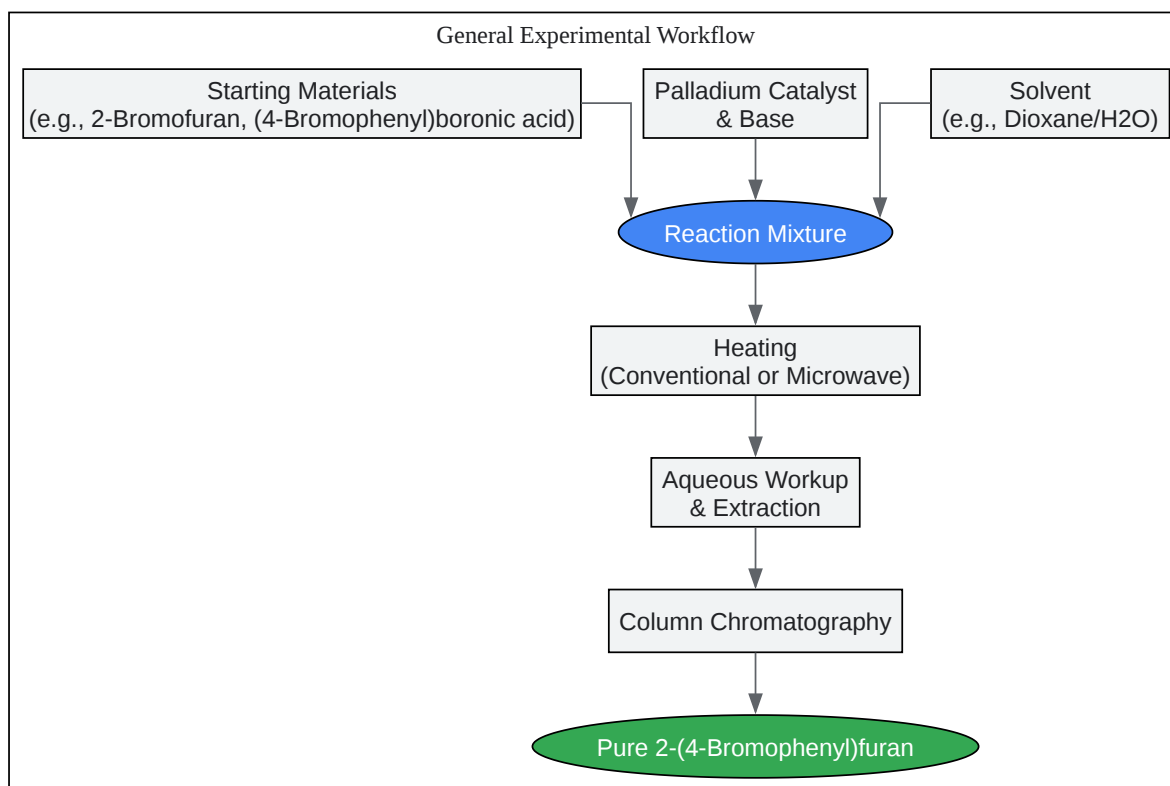 General Experimental Workflow
Starting Materials
(e.g., 2-Bromofuran, (4-Bromophenyl)boronic acid)
Palladium Catalyst
& Base
Solvent
(e.g., Dioxane/H2O)
Reaction Mixture
Heating
(Conventional or Microwave)
Aqueous Workup
& Extraction
Column Chromatography
Pure 2-(4-Bromophenyl)furan